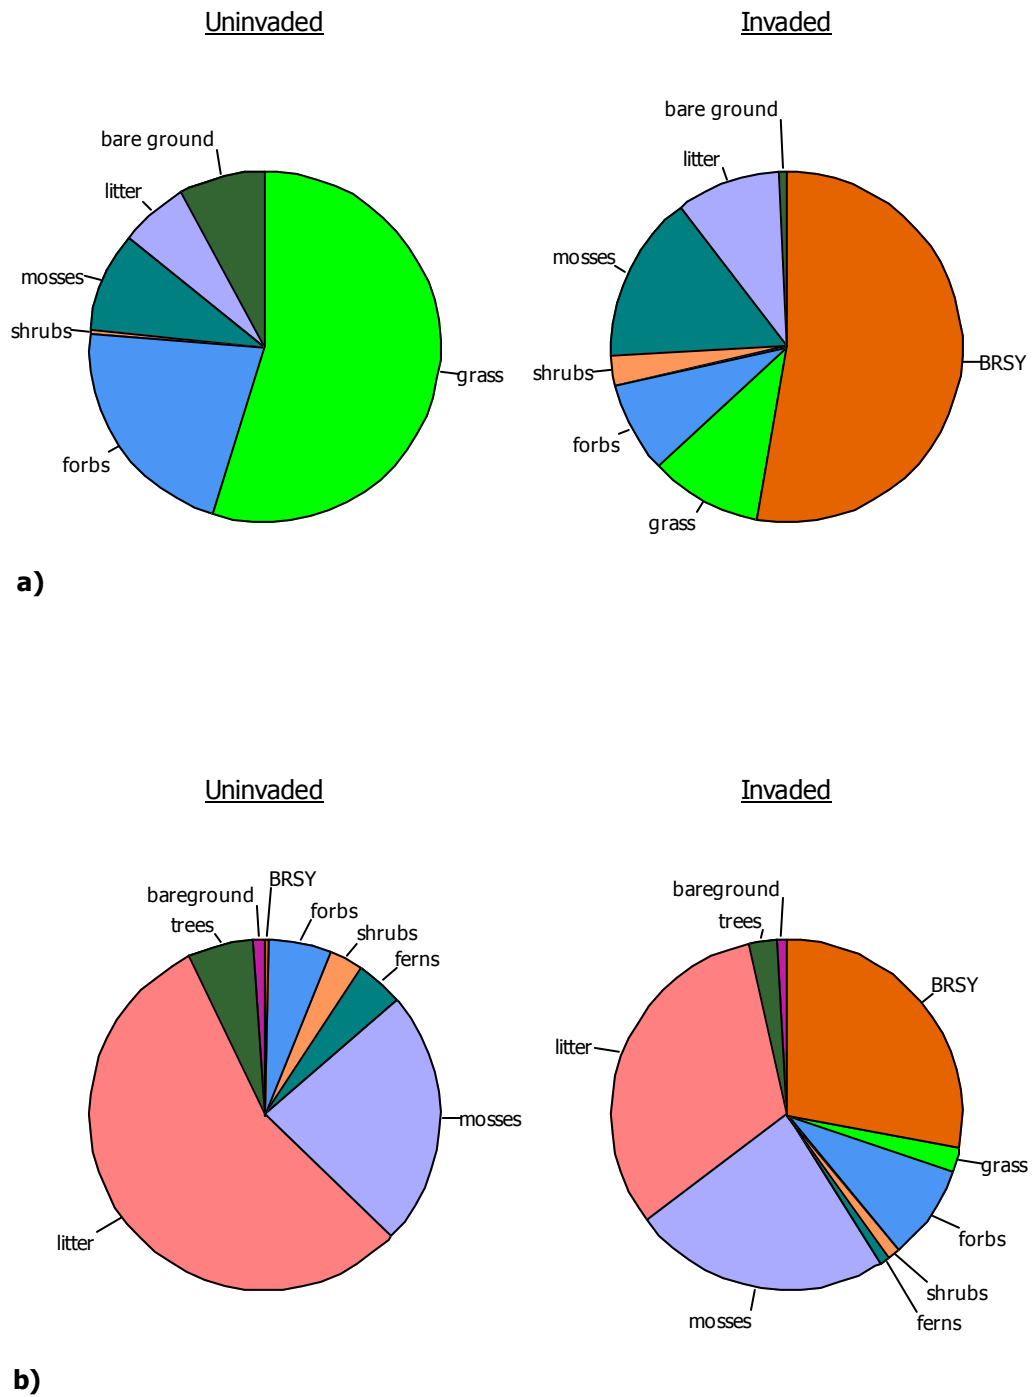 Uninvaded
Invaded
bare ground
litter
mosses
shrubs
forbs
grass
bare ground
litter
mosses
shrubs
forbs
grass
BRSY
a)
Uninvaded
Invaded
BRSY
bareground
forbs
trees
shrubs
ferns
mosses
litter
bareground
trees
BRSY
litter
grass
forbs
shrubs
mosses
ferns
b)